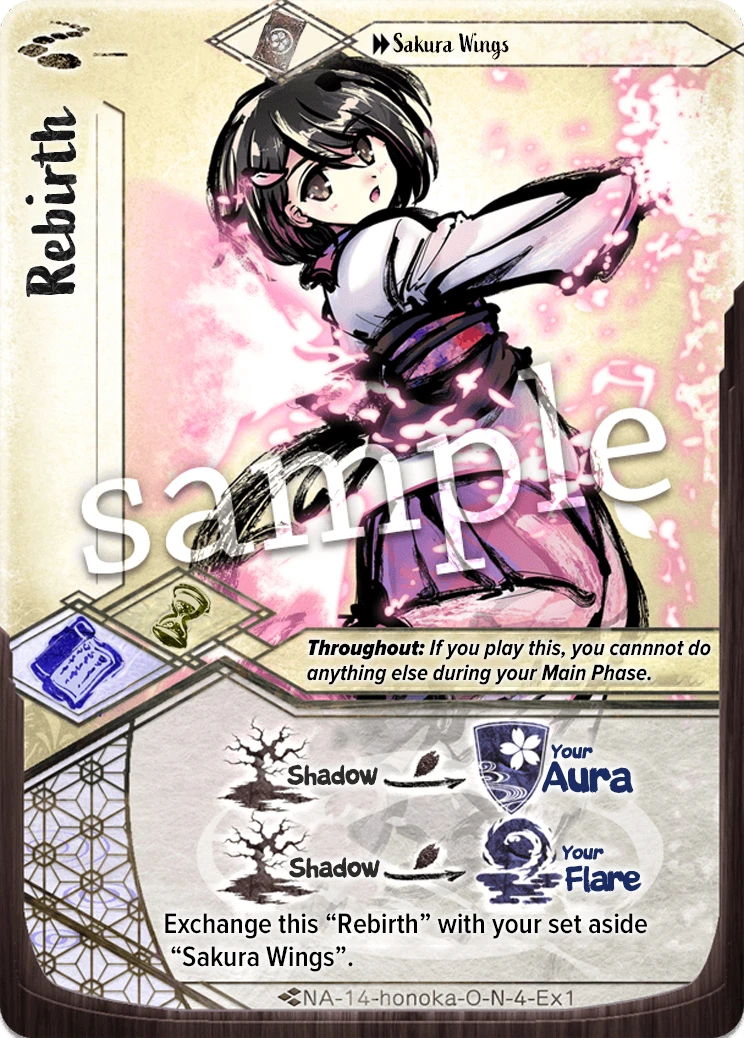 Sakura Wings
Rebirth
sample
Throughout: If you play this, you cannnot do
anything else during your Main Phase.
Shadow
Your
Aura
Shadow
Your
Flare
Exchange this “Rebirth” with your set aside
“Sakura Wings”.
NA-14-honoka-O-N-4-Ex1